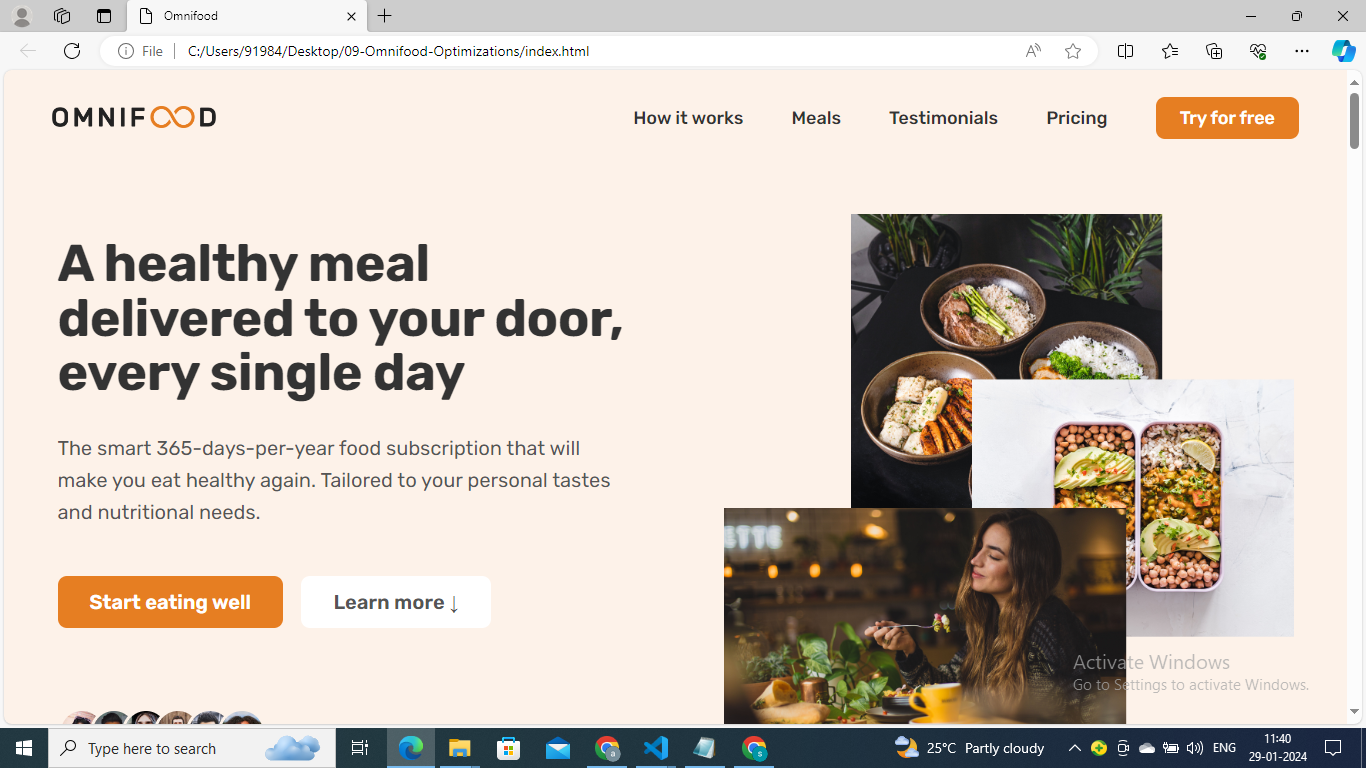 Omnifood
File
C:/Users/91984/Desktop/09-Omnifood-Optimizations/index.html
OMNIFOOD
How it works
Meals
Testimonials
Pricing
Try for free
A healthy meal
delivered to your door,
every single day
The smart 365-days-per-year food subscription that will
make you eat healthy again. Tailored to your personal tastes
and nutritional needs.
Start eating well
Learn more ↓
Activate Windows
Go to Settings to activate Windows.
Type here to search
25°C Partly cloudy
ENG
11:40
29-01-2024